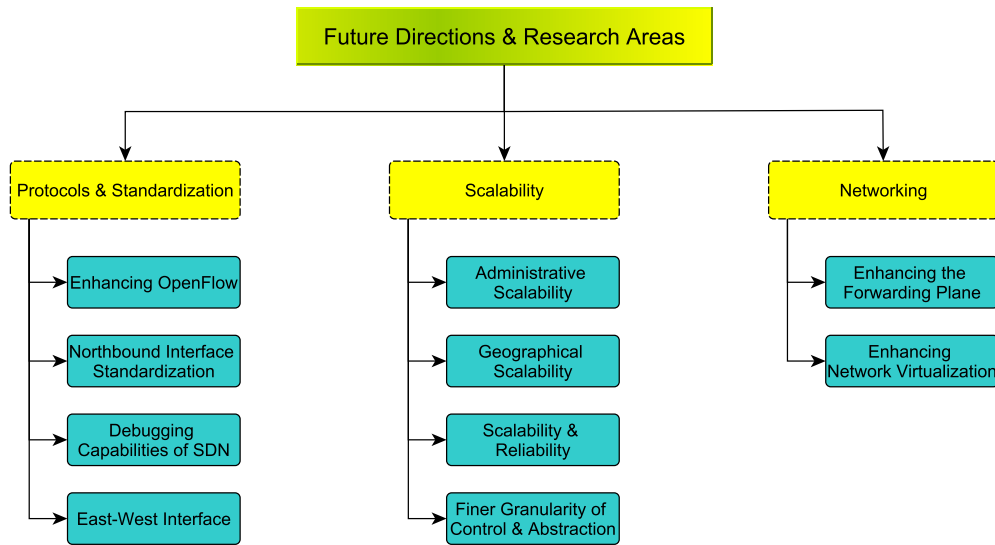 Future Directions & Research Areas
Protocols & Standardization
Enhancing OpenFlow
Northbound Interface
Standardization
Debugging
Capabilities of SDN
East-West Interface
Scalability
Administrative
Scalability
Geographical
Scalability
Scalability &
Reliability
Finer Granularity of
Control & Abstraction
Networking
Enhancing the
Forwarding Plane
Enhancing
Network Virtualization